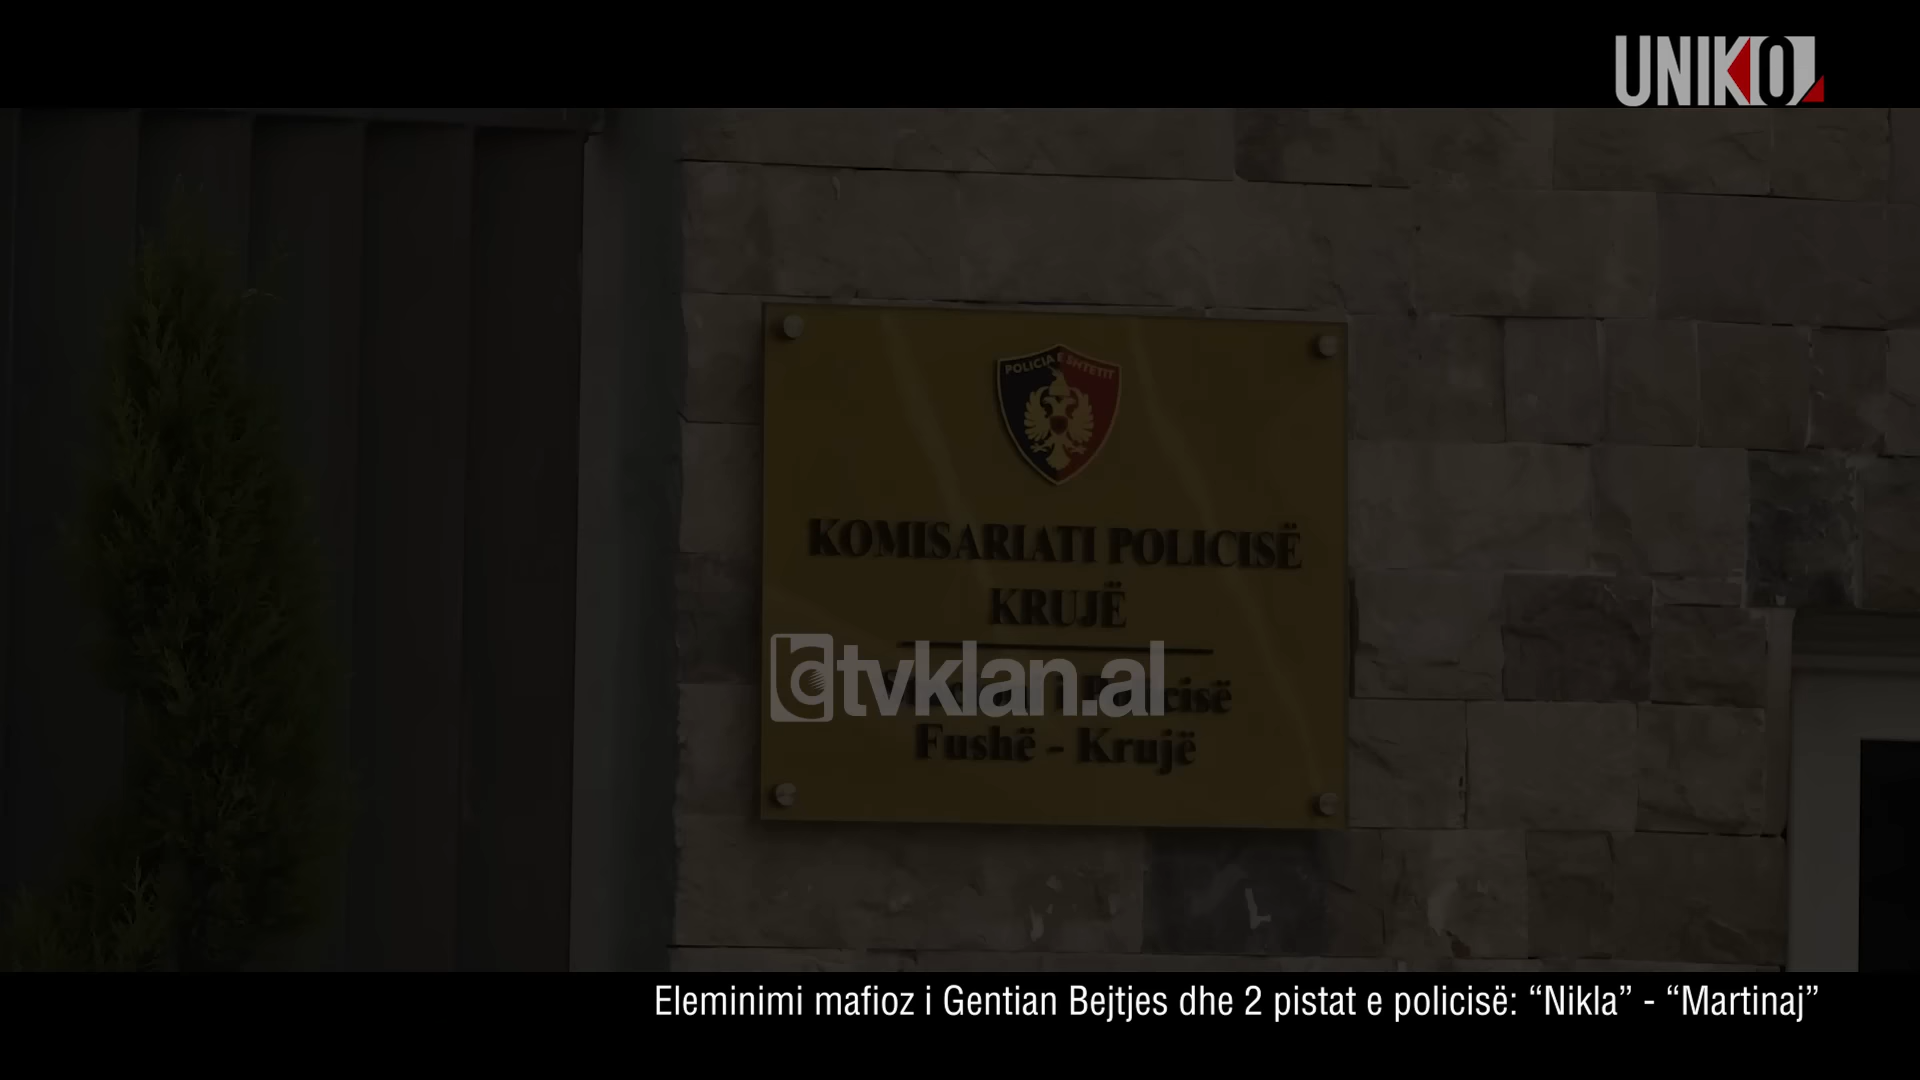 UNIKO
POLICIA E SHTETIT
KOMISARIATI POLICISË
KRUJË
tvklan.al
i Policisë
Fushë - Krujë
Eleminimi mafioz i Gentian Bejtjes dhe 2 pistat e policisë: “Nikla” - “Martinaj”